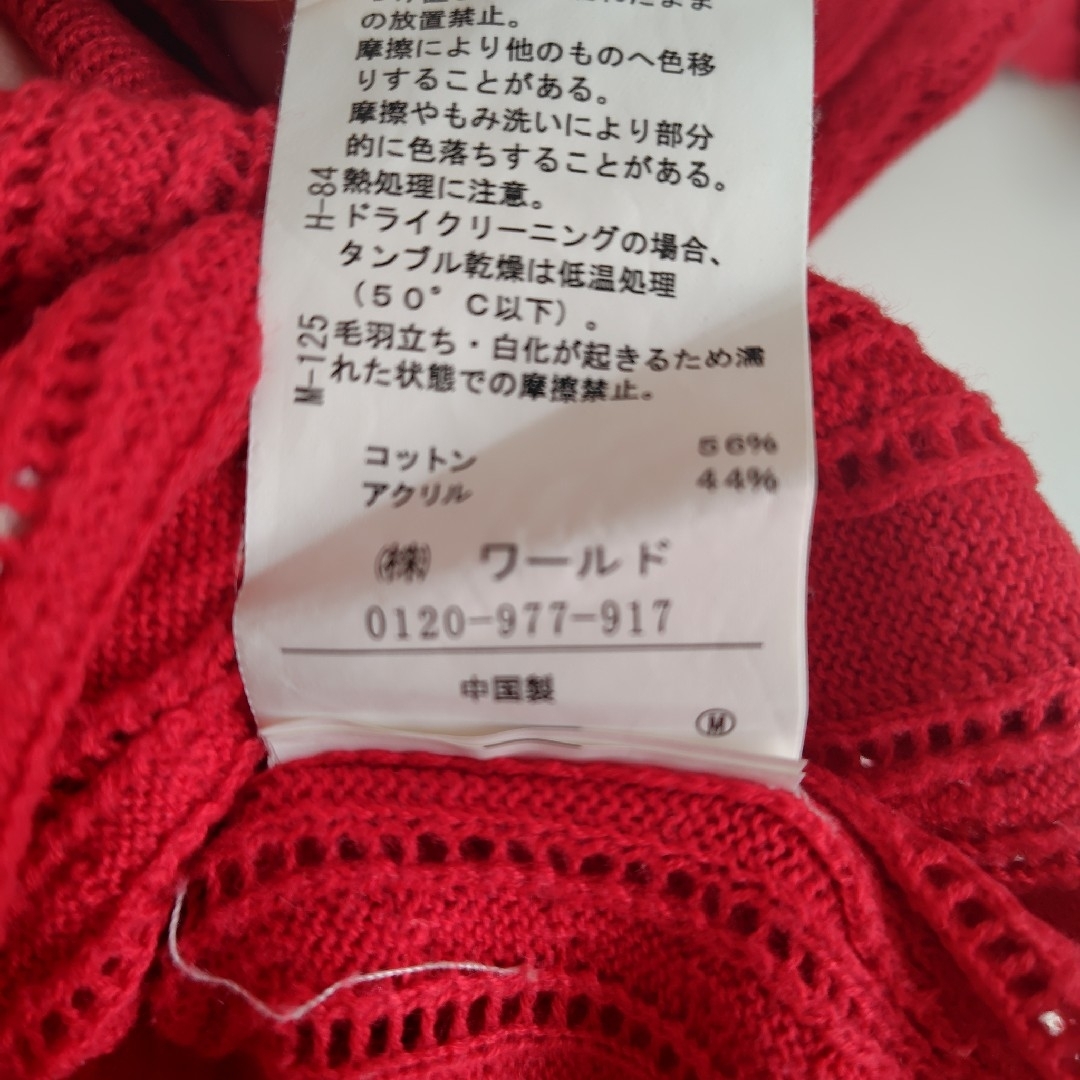 の放置禁止。
摩擦により他のものへ色移
りすることがある。
摩擦やもみ洗いにより部分
的に色落ちすることがある。
熱処理に注意。
ドライクリーニングの場合、
タンブル乾燥は低温処理
（５０°Ｃ以下）。
毛羽立ち・白化が起きるため濡
れた状態での摩擦禁止。
H-84
M-125
コットン 56%
アクリル 44%
㈱ ワールド
0120-977-917
中国製
Ⓜ